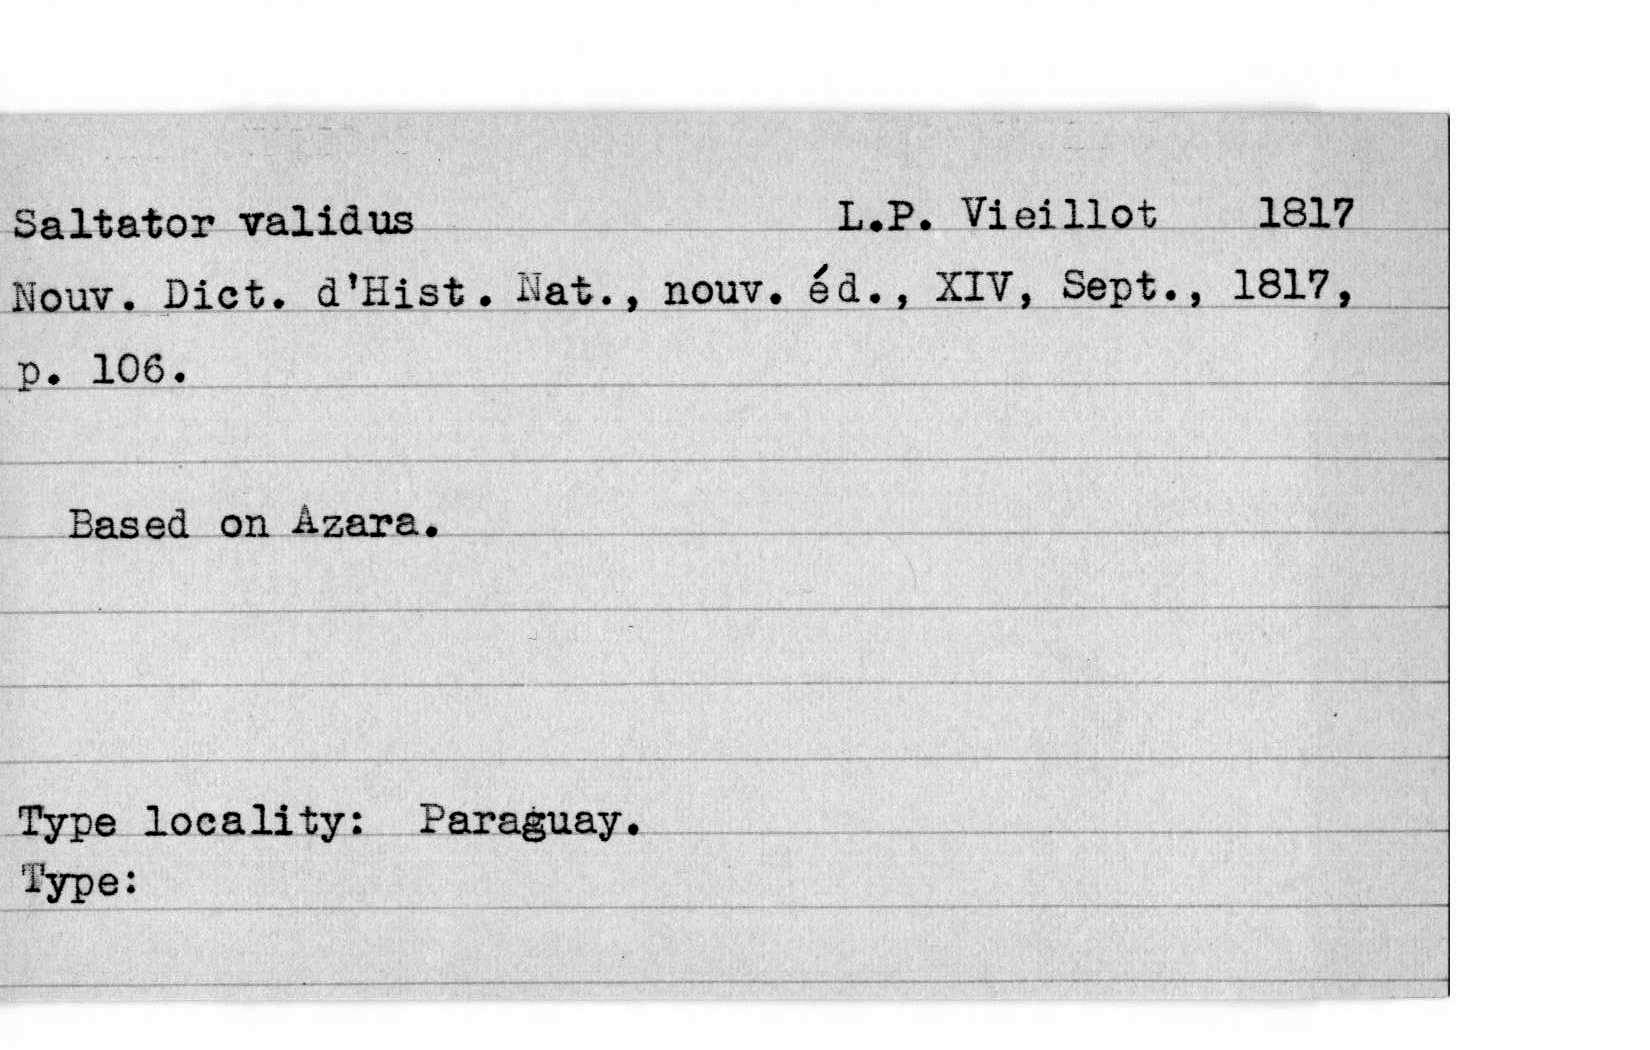 Saltator validus L.P. Vieillot 1817
Nouv. Dict. d'Hist. Nat., nouv. éd., XIV, Sept., 1817,
p. 106.
Based on Azara.
Type locality: Paraguay.
Type: